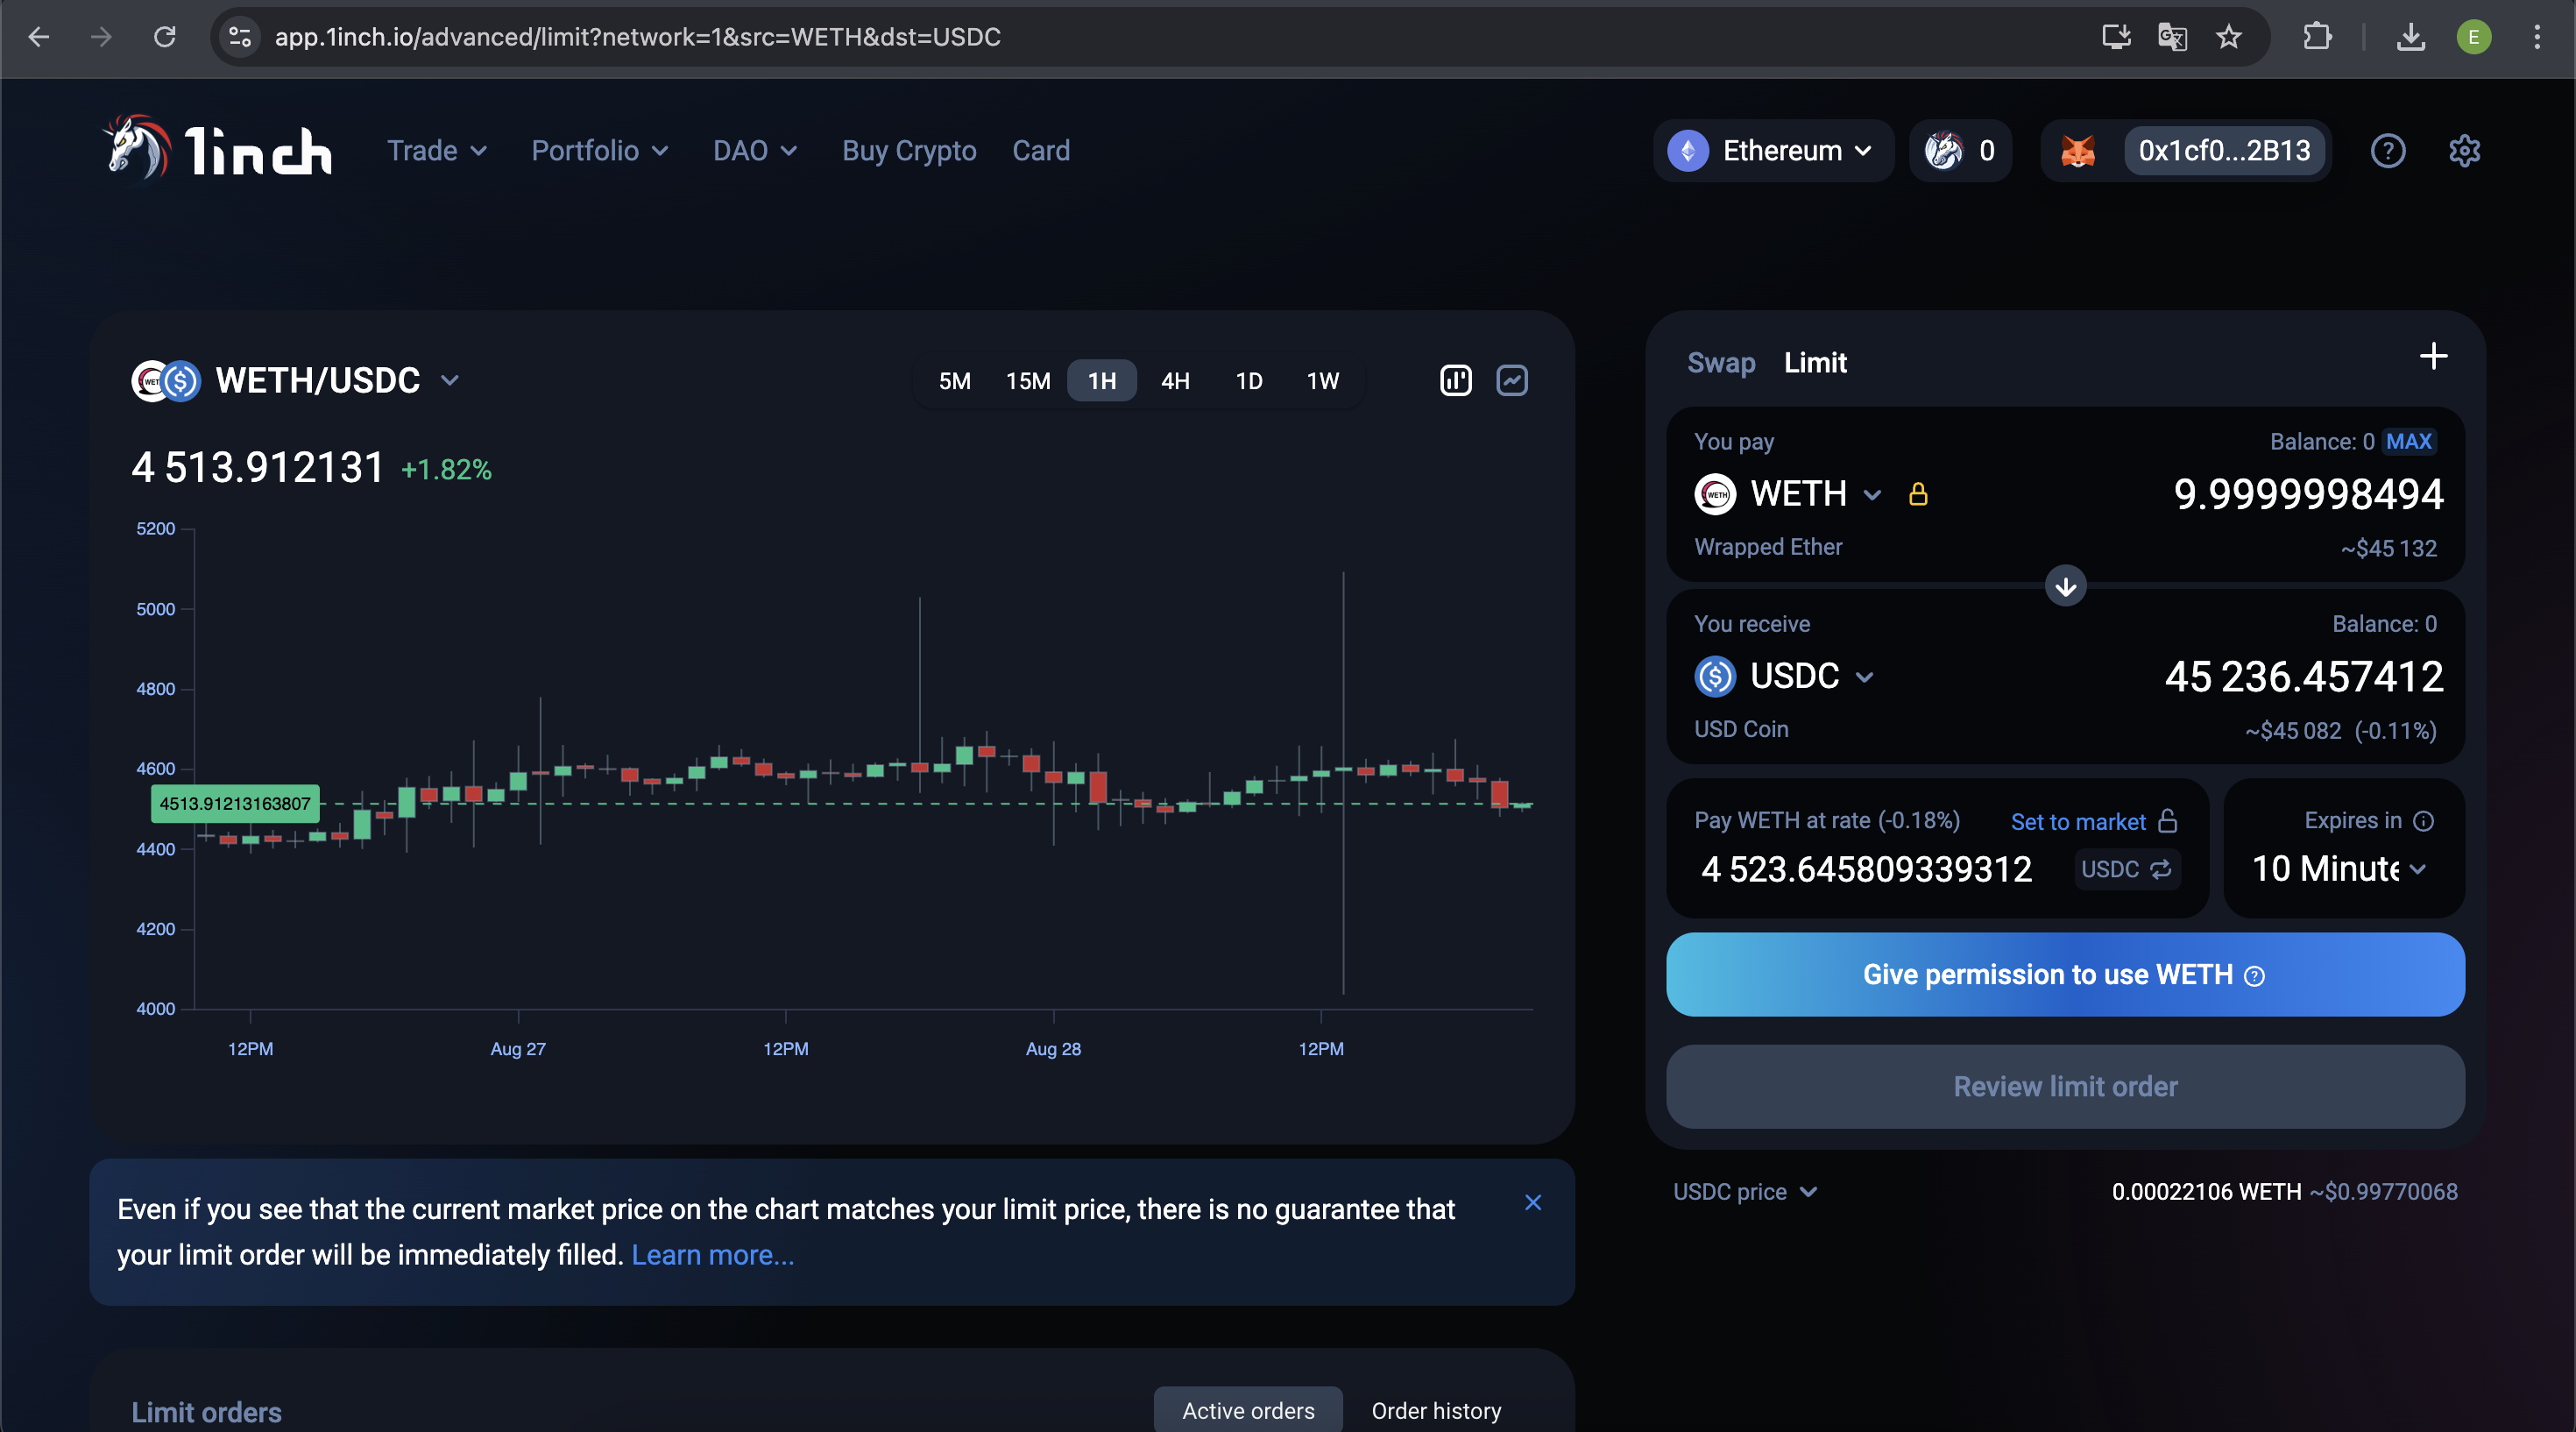 app.1inch.io/advanced/limit?network=1&src=WETH&dst=USDC
E
1inch
Trade
Portfolio
DAO
Buy Crypto
Card
Ethereum
0
0x1cf0...2B13
WETH/USDC
5M 15M 1H 4H 1D 1W
4 513.912131 +1.82%
5200
5000
4800
4600
4513.91213163807
4400
4200
4000
12PM Aug 27 12PM Aug 28 12PM
Swap Limit
You pay
Balance: 0 MAX
WETH
9.9999998494
Wrapped Ether
~$45 132
You receive
Balance: 0
USDC
45 236.457412
USD Coin
~$45 082 (-0.11%)
Pay WETH at rate (-0.18%)
Set to market
4 523.645809339312
USDC
Expires in
10 Minute
Give permission to use WETH
Review limit order
USDC price
0.00022106 WETH ~$0.99770068
Even if you see that the current market price on the chart matches your limit price, there is no guarantee that
your limit order will be immediately filled. Learn more...
Limit orders
Active orders
Order history